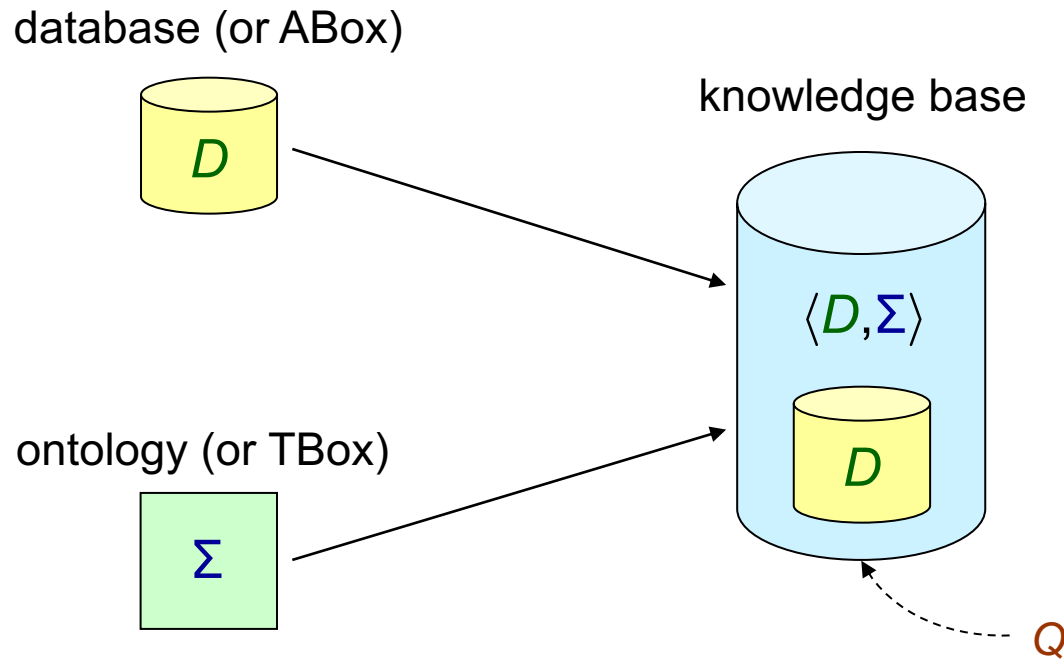 database (or ABox)
D
knowledge base
⟨D,Σ⟩
D
ontology (or TBox)
Σ
Q